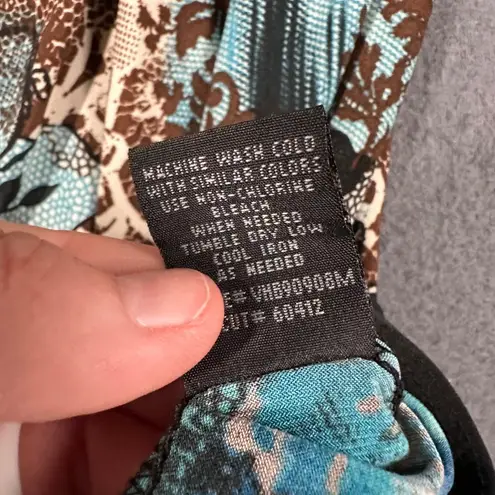 MACHINE WASH COLD
WITH SIMILAR COLORS
USE NON-CHLORINE
BLEACH
WHEN NEEDED
TUMBLE DRY LOW
COOL IRON
AS NEEDED
E# VHB90908M
CUT# 60412